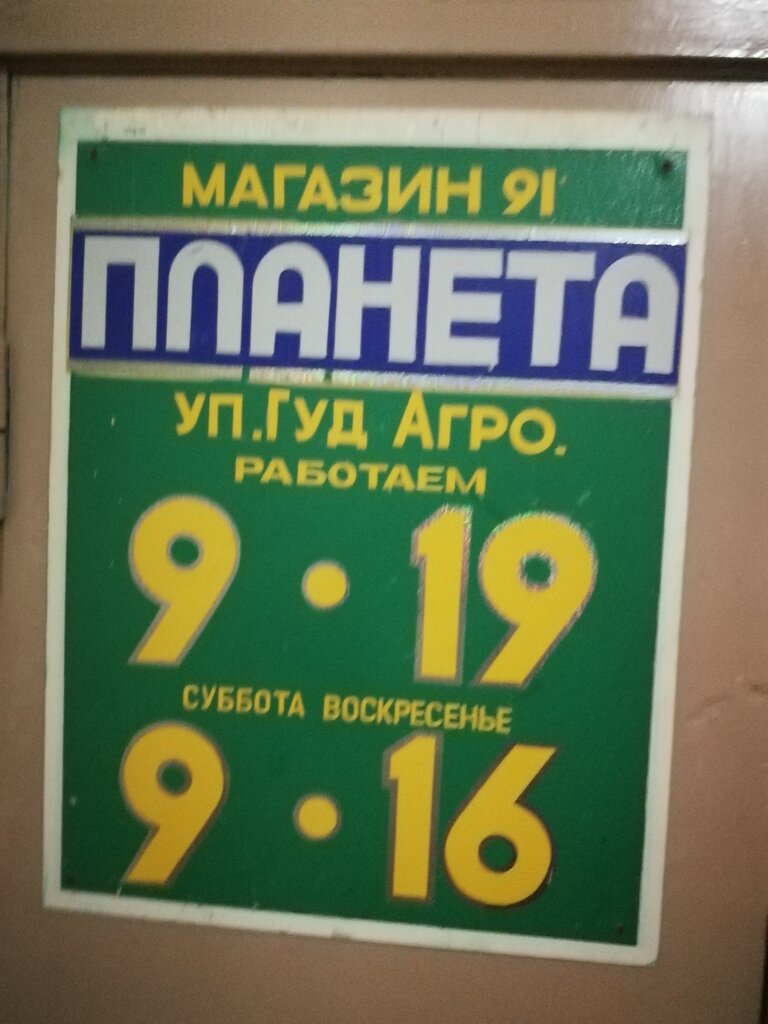 МАГАЗИН 91
ПЛАНЕТА
УП.ГУД АГРО.
РАБОТАЕМ
9 • 19
СУББОТА ВОСКРЕСЕНЬЕ
9 • 16